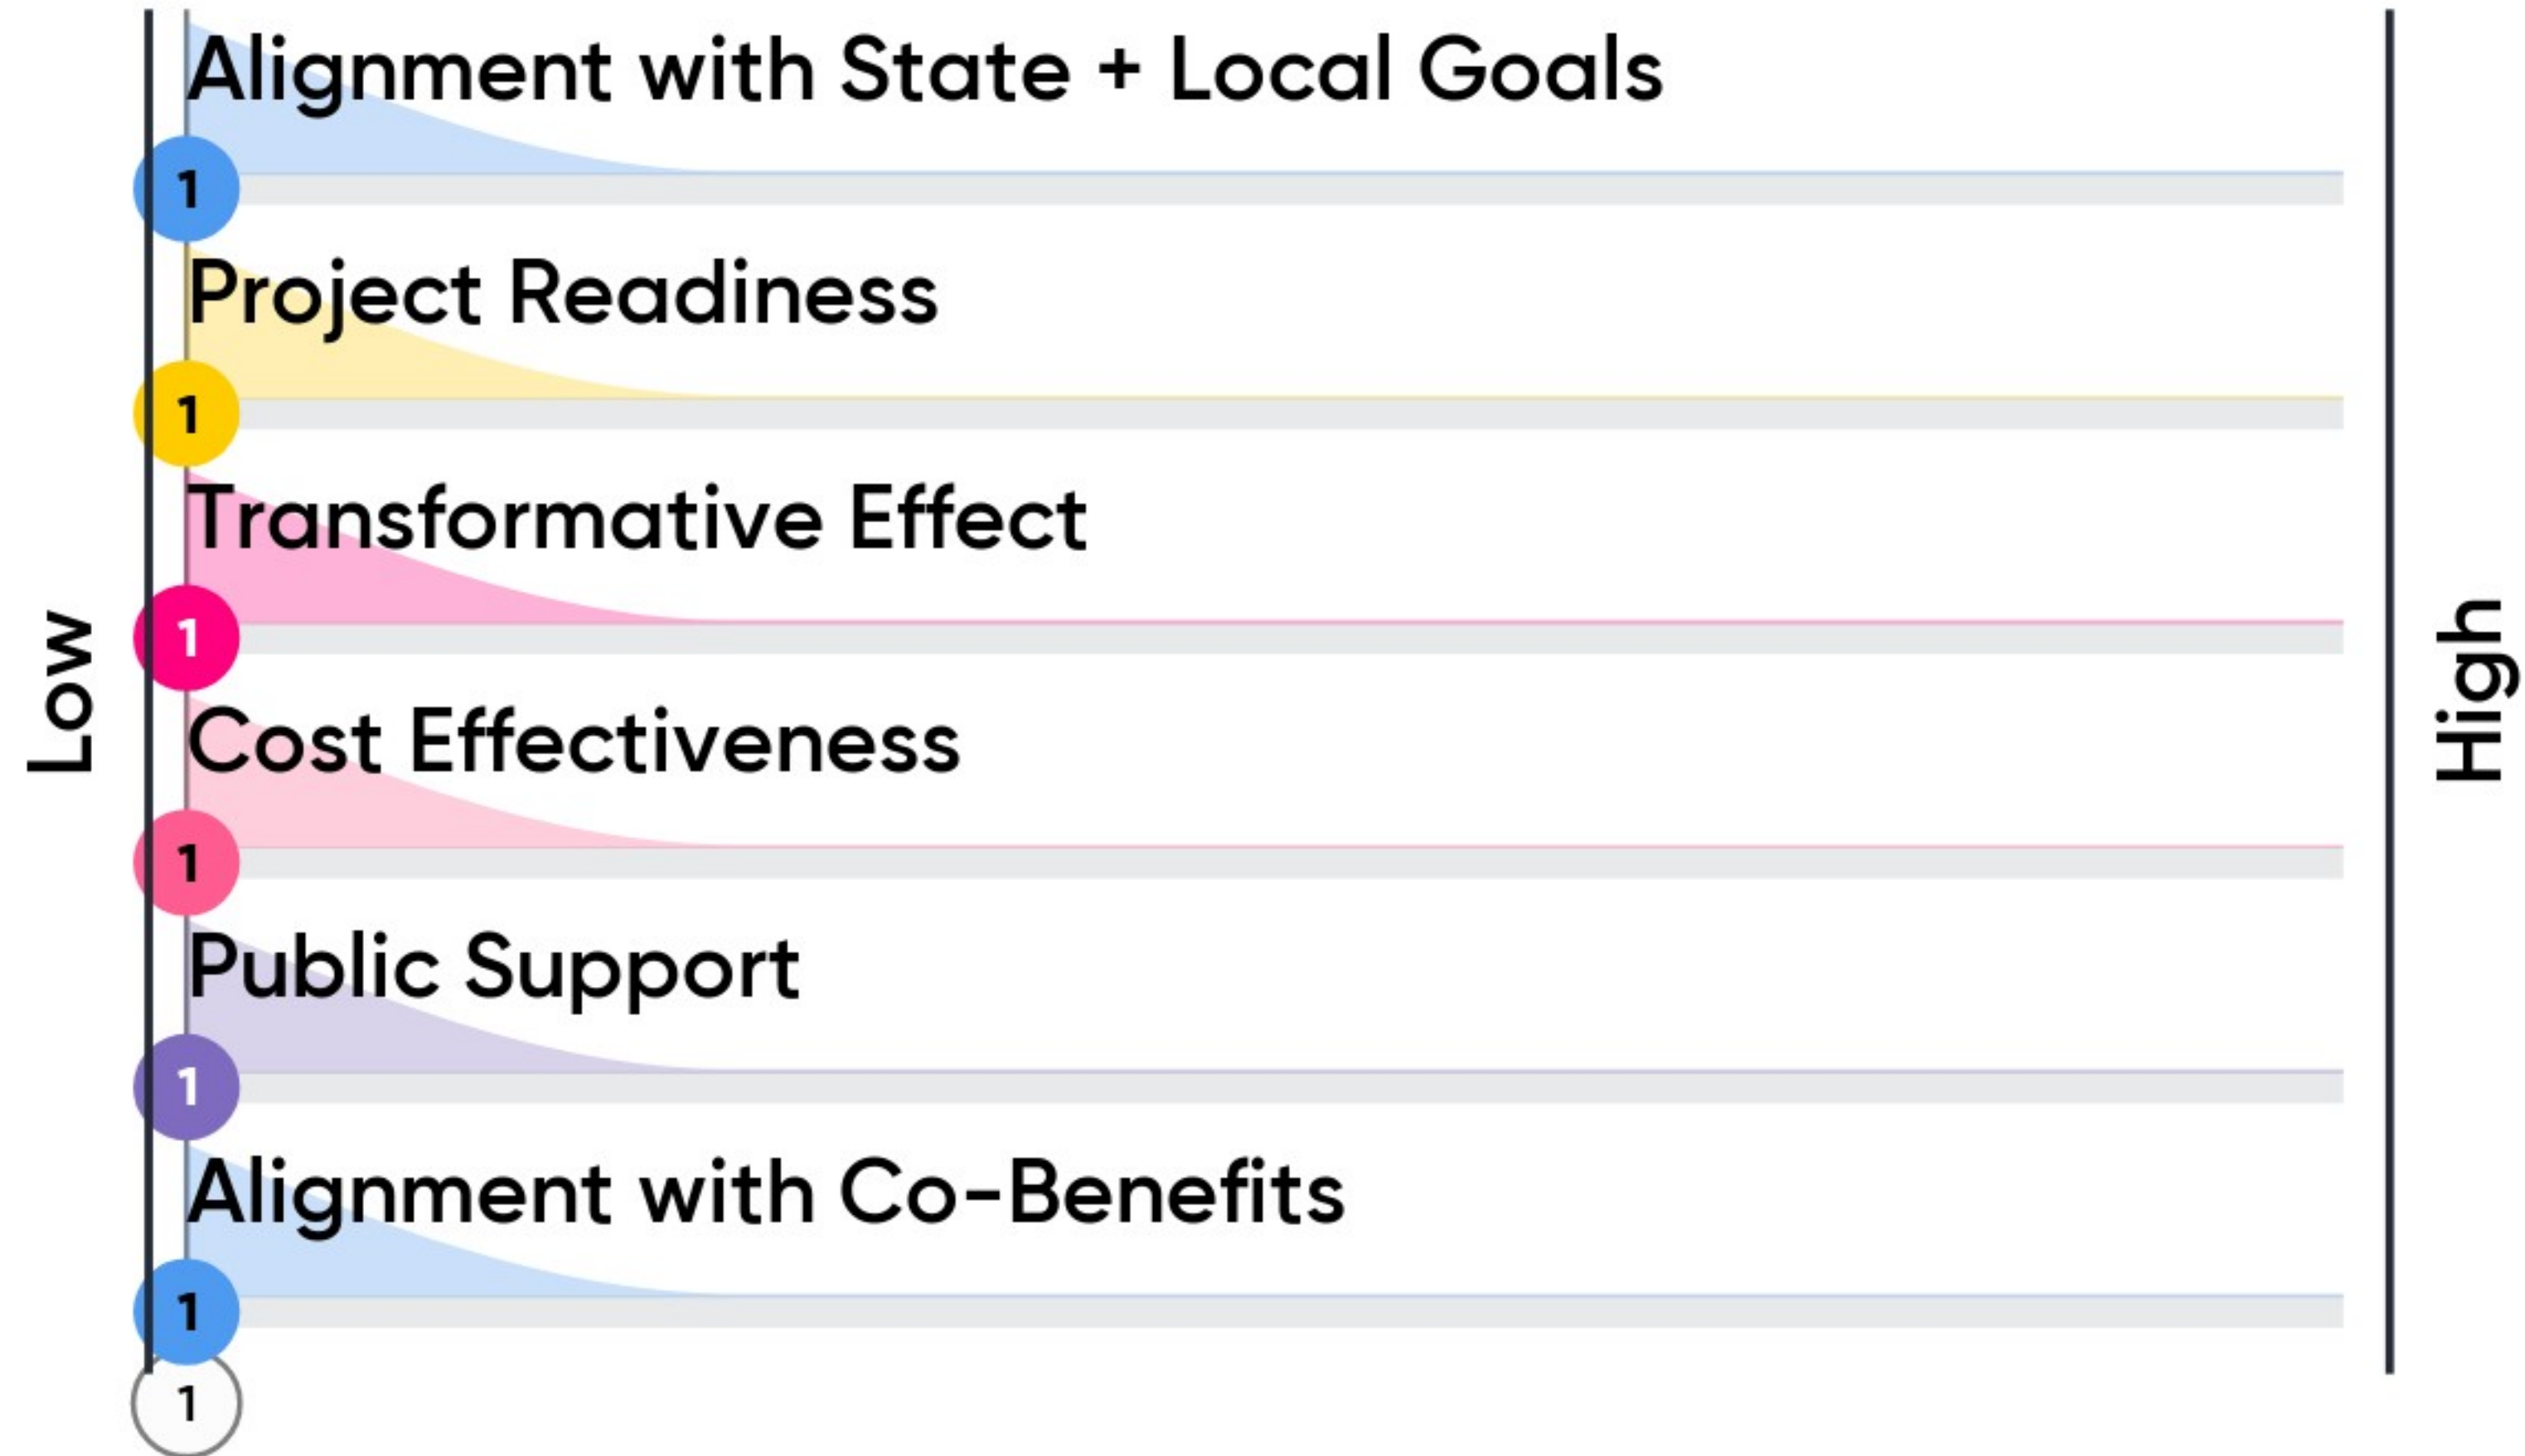 Alignment with State + Local Goals
1
Project Readiness
1
Transformative Effect
1
Cost Effectiveness
1
Public Support
1
Alignment with Co-Benefits
1
1
Low
High